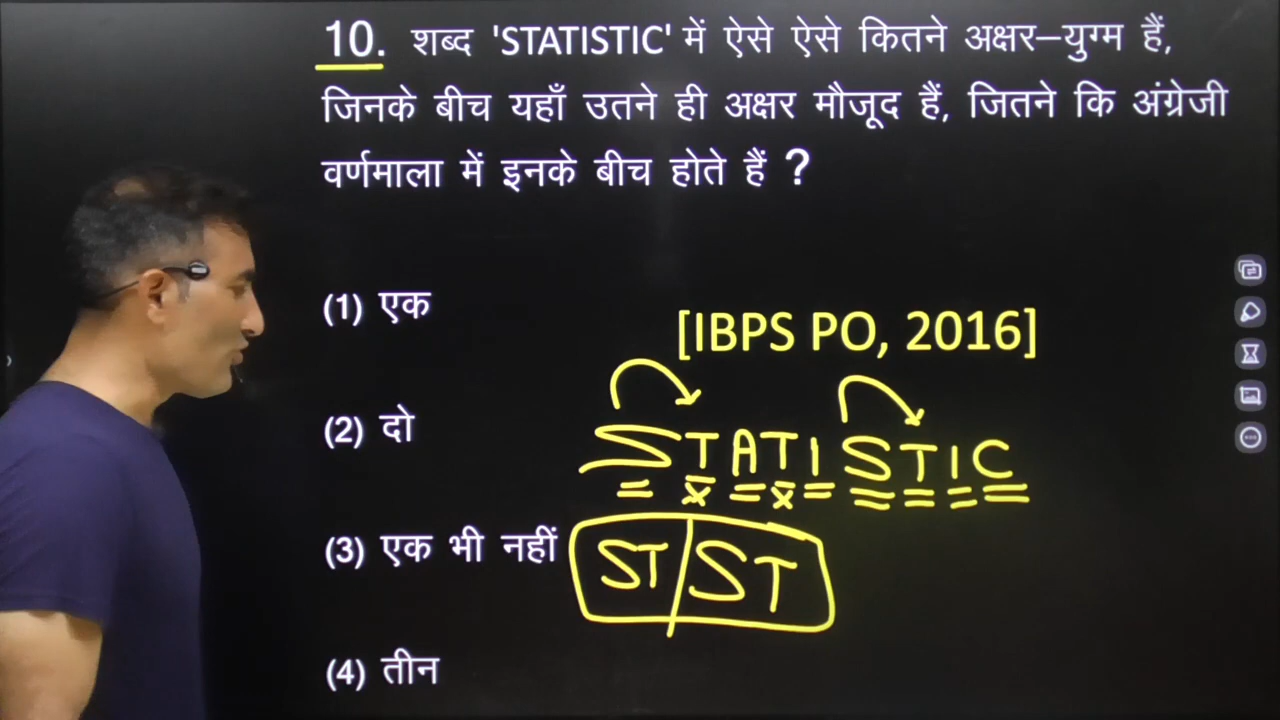 10. शब्द 'STATISTIC' में ऐसे ऐसे कितने अक्षर–युग्म हैं,
जिनके बीच यहाँ उतने ही अक्षर मौजूद हैं, जितने कि अंग्रेजी
वर्णमाला में इनके बीच होते हैं ?
(1) एक
[IBPS PO, 2016]
(2) दो
STATISTIC
(3) एक भी नहीं
ST ST
(4) तीन